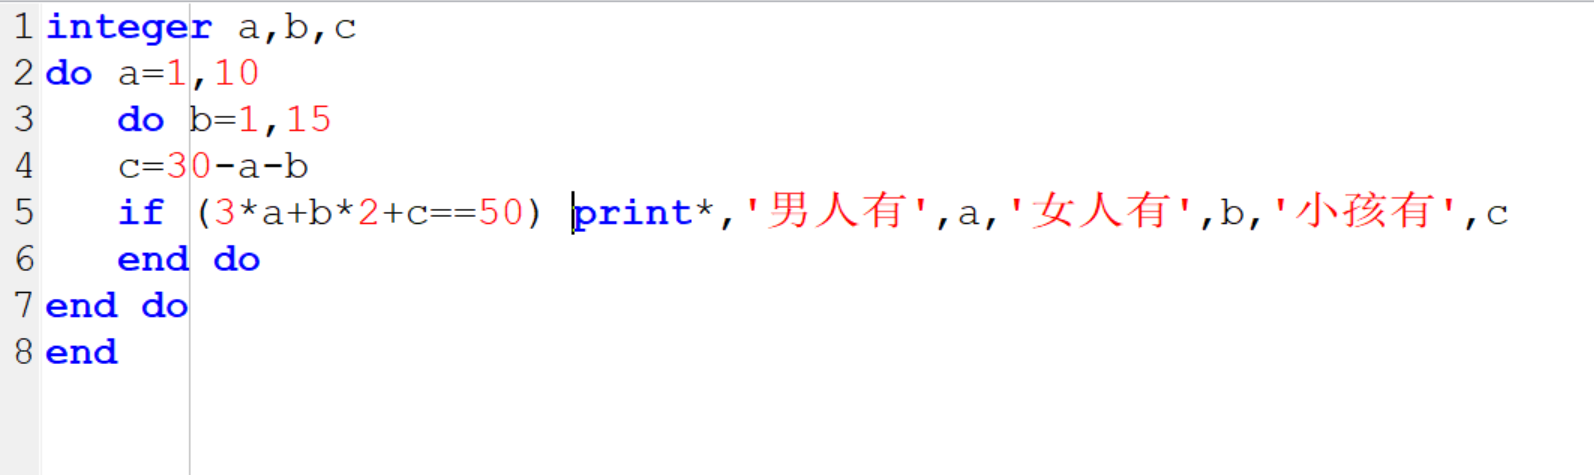 1 integer a,b,c
2 do a=1,10
3    do b=1,15
4    c=30-a-b
5    if (3*a+b*2+c==50) print*,'男人有',a,'女人有',b,'小孩有',c
6    end do
7 end do
8 end